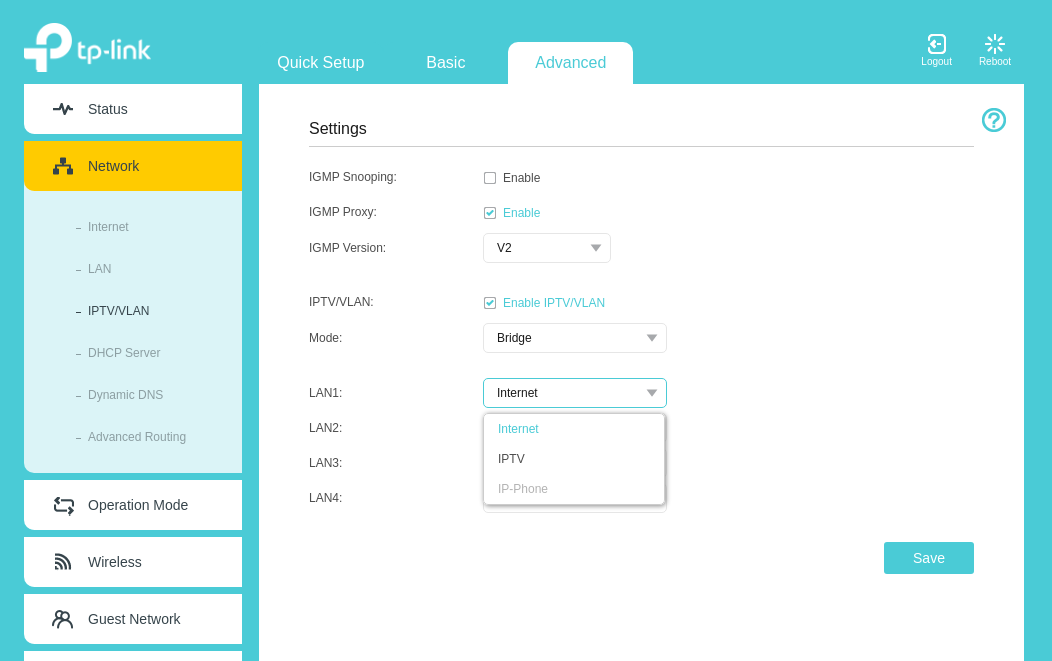 tp-link
Quick Setup Basic Advanced
Logout Reboot
Status
Network
– Internet
– LAN
– IPTV/VLAN
– DHCP Server
– Dynamic DNS
– Advanced Routing
Operation Mode
Wireless
Guest Network
Settings
IGMP Snooping: Enable
IGMP Proxy: Enable
IGMP Version: V2
IPTV/VLAN: Enable IPTV/VLAN
Mode: Bridge
LAN1: Internet
Internet
IPTV
IP-Phone
LAN2:
LAN3:
LAN4:
Save